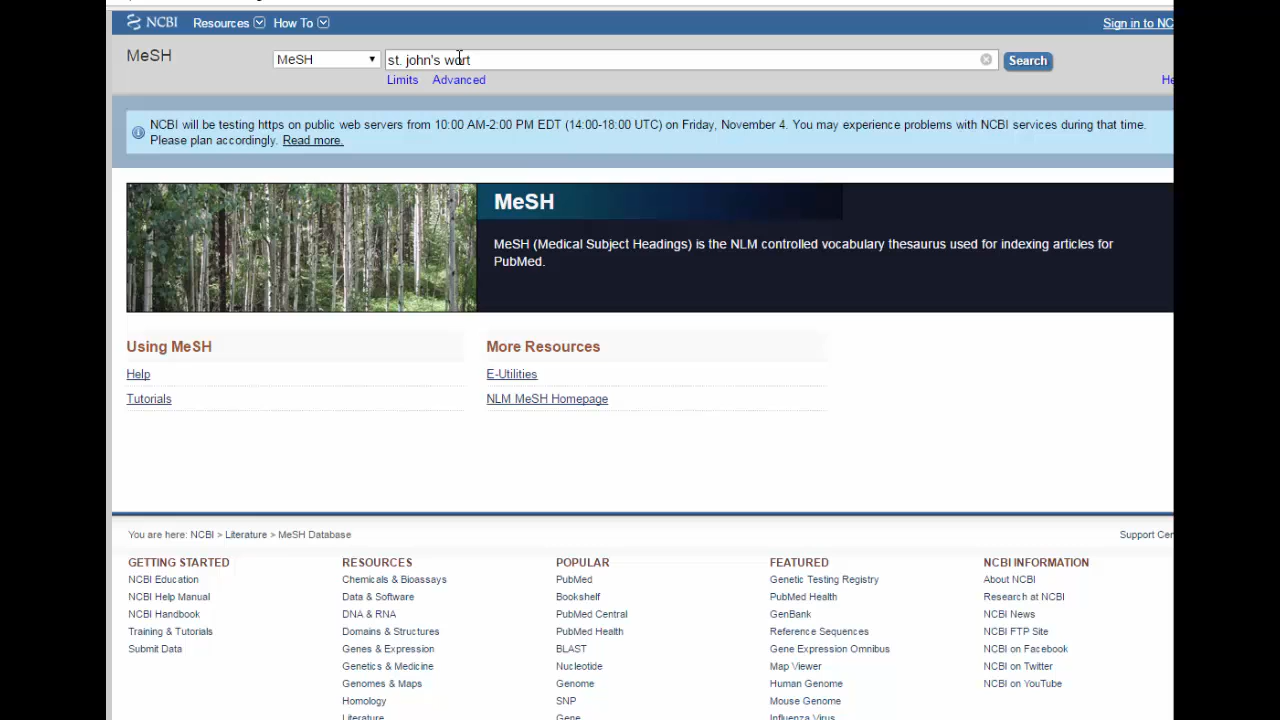 NCBI Resources How To Sign in to NC
MeSH
MeSH st. john's wort Search
Limits Advanced He
NCBI will be testing https on public web servers from 10:00 AM-2:00 PM EDT (14:00-18:00 UTC) on Friday, November 4. You may experience problems with NCBI services during that time.
Please plan accordingly. Read more.
MeSH
MeSH (Medical Subject Headings) is the NLM controlled vocabulary thesaurus used for indexing articles for
PubMed.
Using MeSH
Help
Tutorials
More Resources
E-Utilities
NLM MeSH Homepage
You are here: NCBI > Literature > MeSH Database
Support Cen
GETTING STARTED
NCBI Education
NCBI Help Manual
NCBI Handbook
Training & Tutorials
Submit Data
RESOURCES
Chemicals & Bioassays
Data & Software
DNA & RNA
Domains & Structures
Genes & Expression
Genetics & Medicine
Genomes & Maps
Homology
Literature
POPULAR
PubMed
Bookshelf
PubMed Central
PubMed Health
BLAST
Nucleotide
Genome
SNP
Gene
FEATURED
Genetic Testing Registry
PubMed Health
GenBank
Reference Sequences
Gene Expression Omnibus
Map Viewer
Human Genome
Mouse Genome
Influenza Virus
NCBI INFORMATION
About NCBI
Research at NCBI
NCBI News
NCBI FTP Site
NCBI on Facebook
NCBI on Twitter
NCBI on YouTube